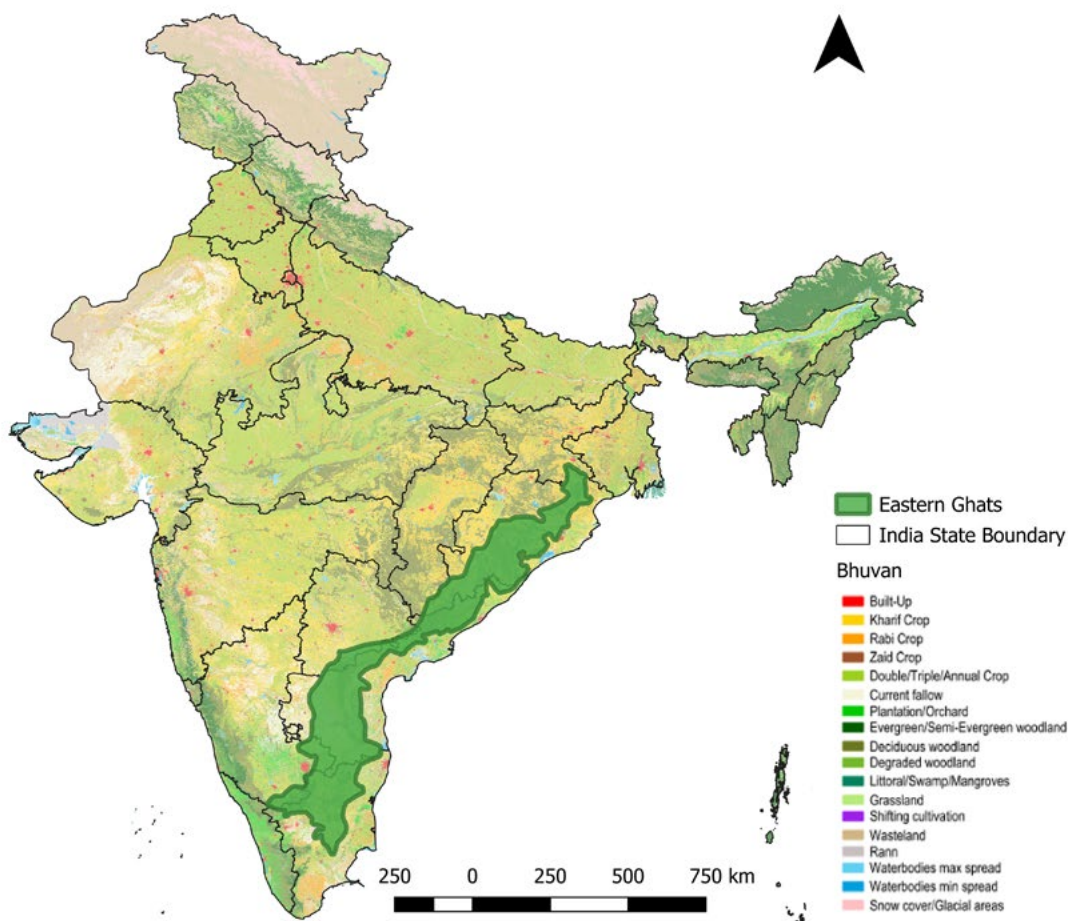 Eastern Ghats
India State Boundary
Bhuvan
Built-Up
Kharif Crop
Rabi Crop
Zaid Crop
Double/Triple/Annual Crop
Current fallow
Plantation/Orchard
Evergreen/Semi-Evergreen woodland
Deciduous woodland
Degraded woodland
Littoral/Swamp/Mangroves
Grassland
Shifting cultivation
Wasteland
Rann
Waterbodies max spread
Waterbodies min spread
Snow cover/Glacial areas
250 0 250 500 750 km